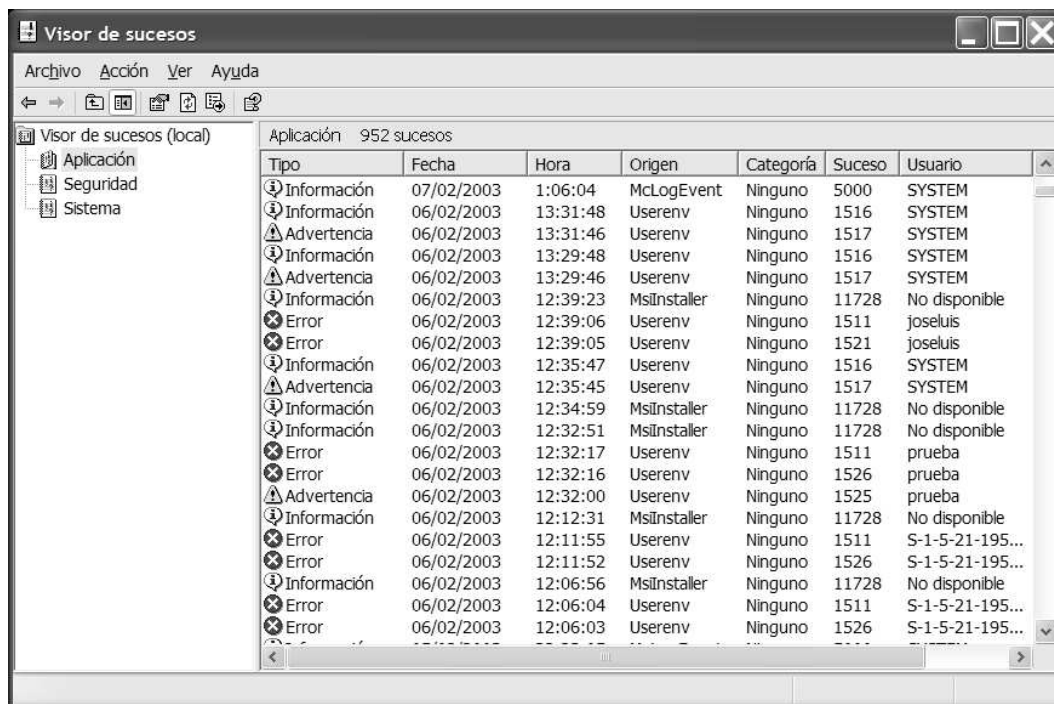 Visor de sucesos
Archivo Acción Ver Ayuda
Visor de sucesos (local)
Aplicación
Seguridad
Sistema
Aplicación 952 sucesos
Tipo Fecha Hora Origen Categoría Suceso Usuario
Información 07/02/2003 1:06:04 McLogEvent Ninguno 5000 SYSTEM
Información 06/02/2003 13:31:48 Userenv Ninguno 1516 SYSTEM
Advertencia 06/02/2003 13:31:46 Userenv Ninguno 1517 SYSTEM
Información 06/02/2003 13:29:48 Userenv Ninguno 1516 SYSTEM
Advertencia 06/02/2003 13:29:46 Userenv Ninguno 1517 SYSTEM
Información 06/02/2003 12:39:23 MsiInstaller Ninguno 11728 No disponible
Error 06/02/2003 12:39:06 Userenv Ninguno 1511 joseluis
Error 06/02/2003 12:39:05 Userenv Ninguno 1521 joseluis
Información 06/02/2003 12:35:47 Userenv Ninguno 1516 SYSTEM
Advertencia 06/02/2003 12:35:45 Userenv Ninguno 1517 SYSTEM
Información 06/02/2003 12:34:59 MsiInstaller Ninguno 11728 No disponible
Información 06/02/2003 12:32:51 MsiInstaller Ninguno 11728 No disponible
Error 06/02/2003 12:32:17 Userenv Ninguno 1511 prueba
Error 06/02/2003 12:32:16 Userenv Ninguno 1526 prueba
Advertencia 06/02/2003 12:32:00 Userenv Ninguno 1525 prueba
Información 06/02/2003 12:12:31 MsiInstaller Ninguno 11728 No disponible
Error 06/02/2003 12:11:55 Userenv Ninguno 1511 S-1-5-21-195...
Error 06/02/2003 12:11:52 Userenv Ninguno 1526 S-1-5-21-195...
Información 06/02/2003 12:06:56 MsiInstaller Ninguno 11728 No disponible
Error 06/02/2003 12:06:04 Userenv Ninguno 1511 S-1-5-21-195...
Error 06/02/2003 12:06:03 Userenv Ninguno 1526 S-1-5-21-195...